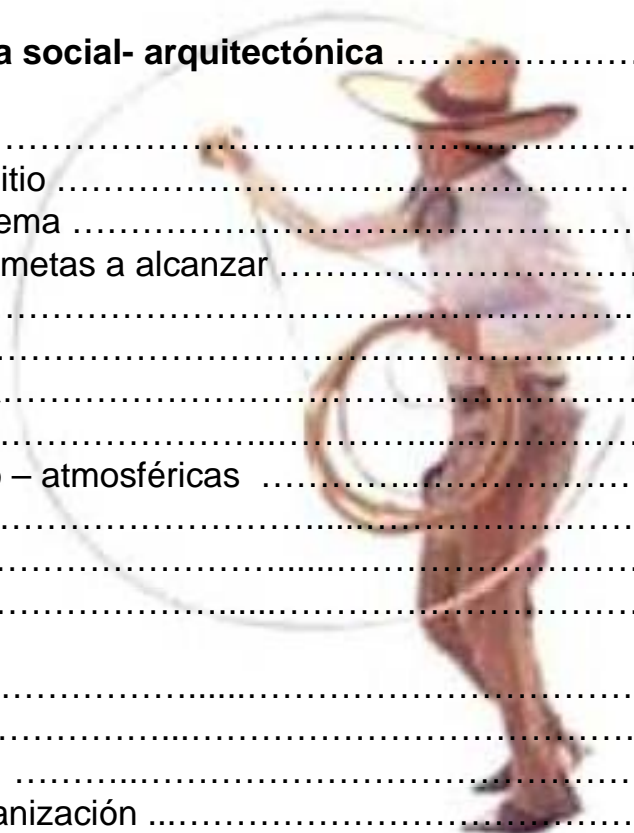 a social- arquitectónica ………………………
……………………………………………………
itio …………………………………………………
ema ………………………………………………
metas a alcanzar …………………………………
……………………………………………………...
……………………………………………...……
…………………………………………...………
…………………………..…………….....………
o – atmosféricas ……………..…………………
……………………………...……………………
………………………......………………………
…………………......……………………………
………………......………………………………
……………...……………………………………
………...…………………………………………
anización ...………………………………………